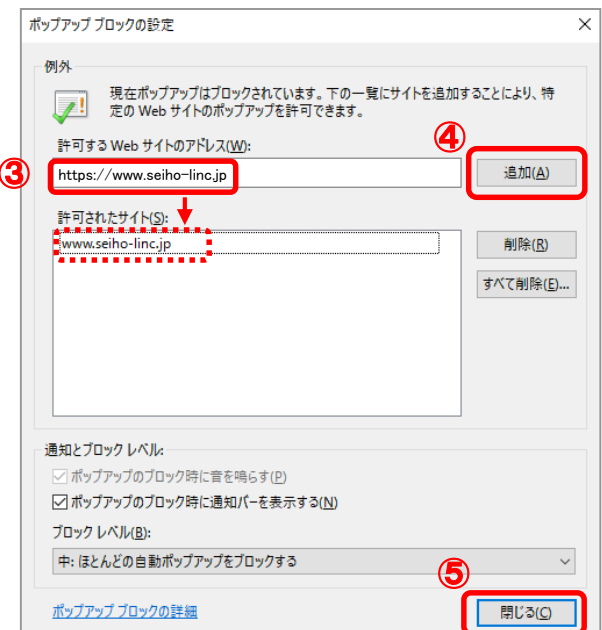 ポップアップ ブロックの設定
例外
現在ポップアップはブロックされています。下の一覧にサイトを追加することにより、特
定の Web サイトのポップアップを許可できます。
④
許可する Web サイトのアドレス(W):
③
https://www.seiho-linc.jp
追加(A)
許可されたサイト(S):
www.seiho-linc.jp
削除(R)
すべて削除(E)...
通知とブロック レベル:
ポップアップのブロック時に音を鳴らす(P)
ポップアップのブロック時に通知バーを表示する(N)
ブロック レベル(B):
中: ほとんどの自動ポップアップをブロックする
⑤
ポップアップ ブロックの詳細
閉じる(C)